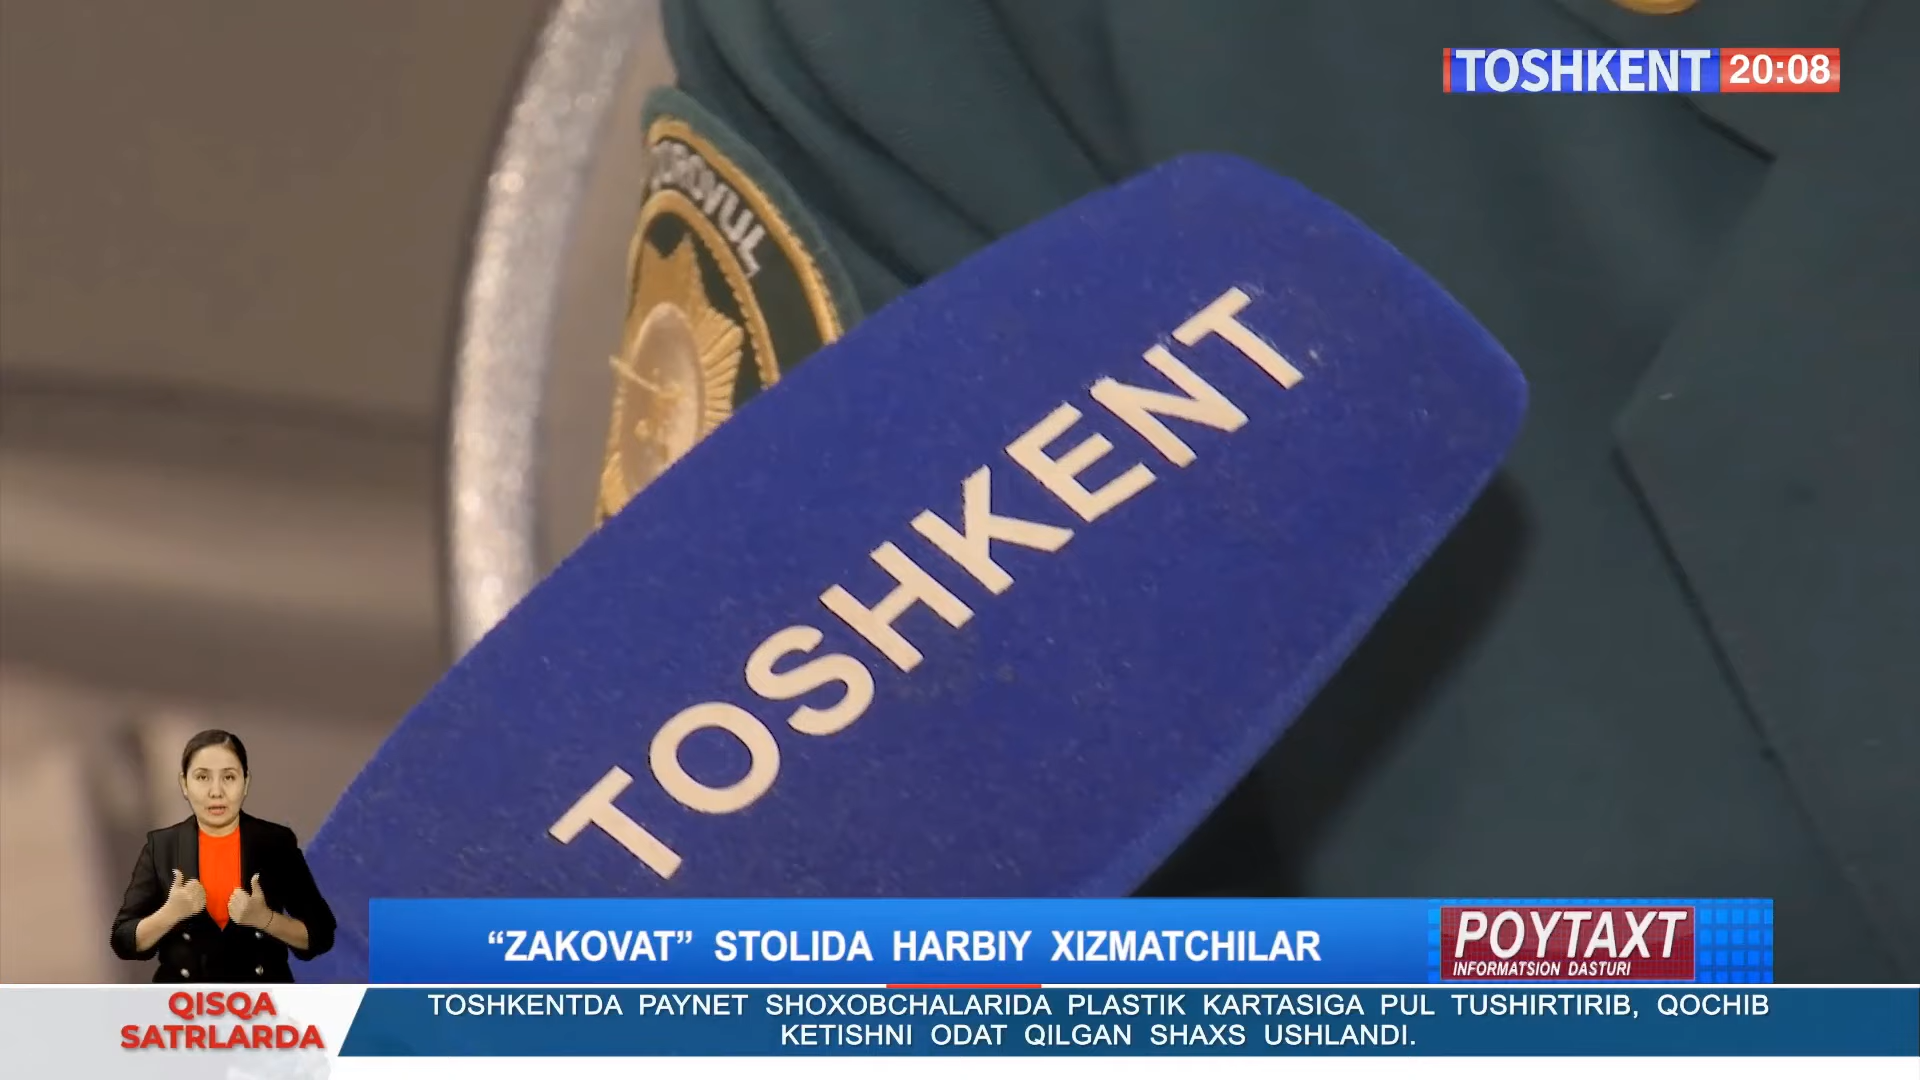 TOSHKENT 20:08
TOSHKENT
“ZAKOVAT” STOLIDA HARBIY XIZMATCHILAR
POYTAXT
INFORMATSION DASTURI
QISQA
SATRLARDA
TOSHKENTDA PAYNET SHOXOBCHALARIDA PLASTIK KARTASIGA PUL TUSHIRTIRIB, QOCHIB
KETISHNI ODAT QILGAN SHAXS USHLANDI.